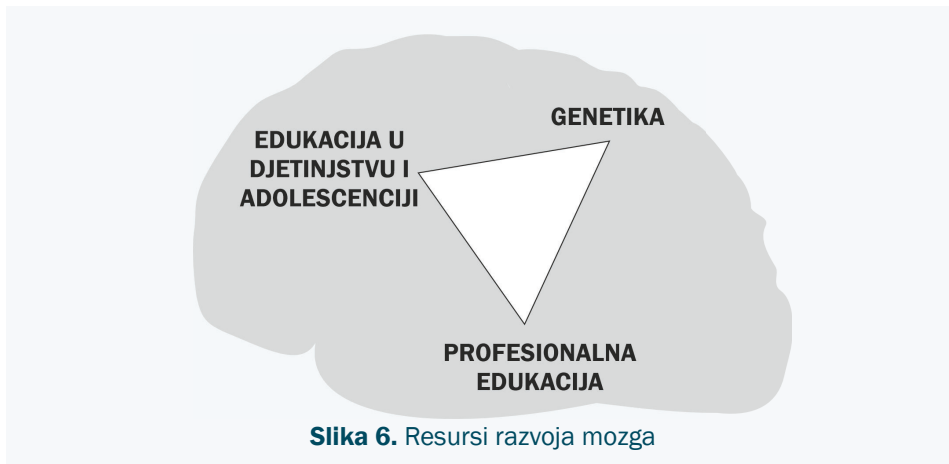 GENETIKA
EDUKACIJA U
DJETINJSTVU I
ADOLESCENCIJI
PROFESIONALNA
EDUKACIJA
Slika 6. Resursi razvoja mozga